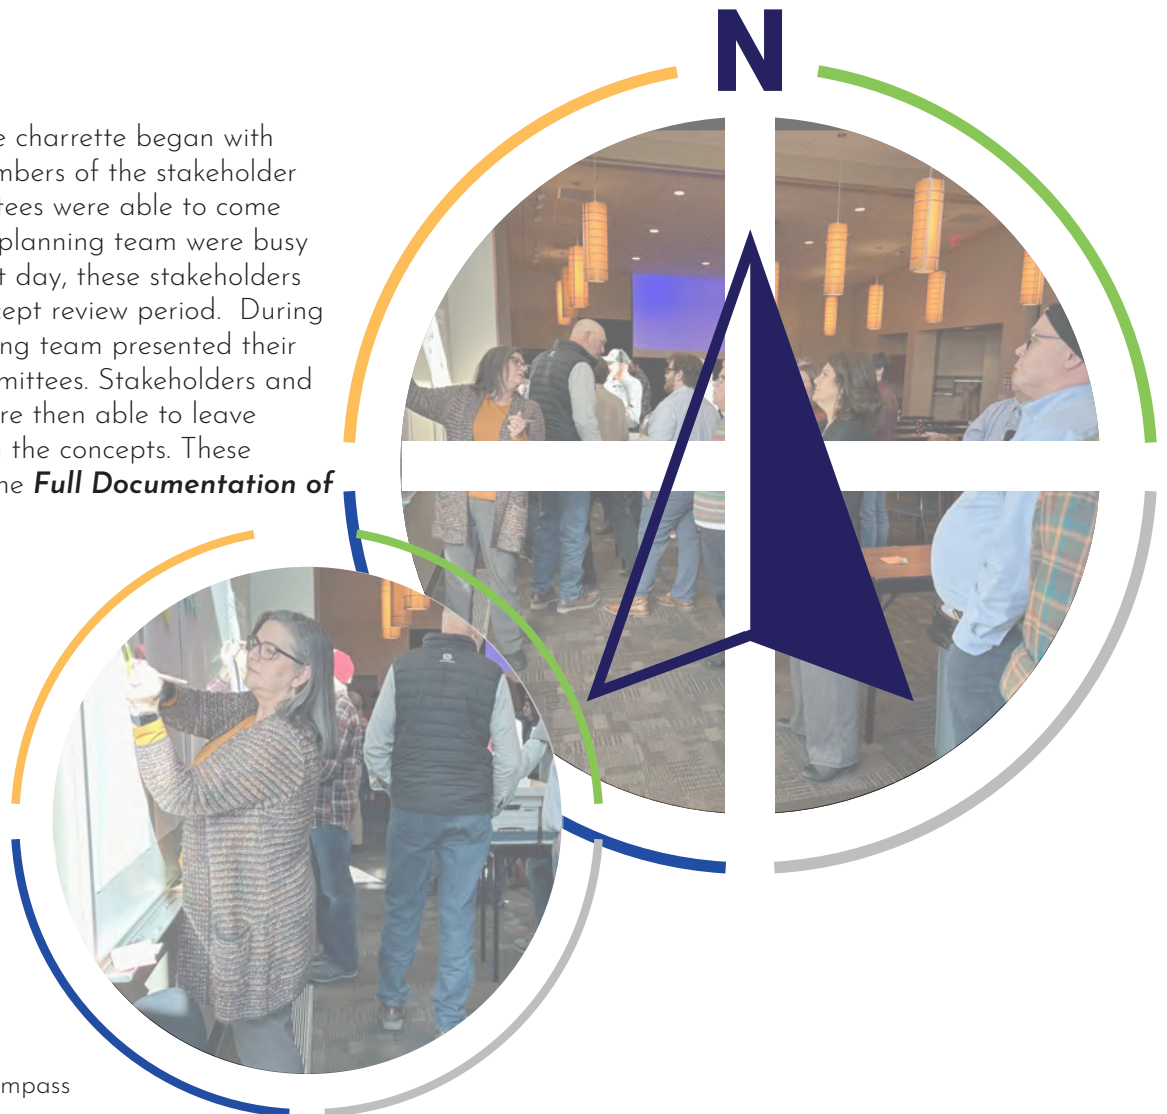 N
e charrette began with
mbers of the stakeholder
tees were able to come
planning team were busy
t day, these stakeholders
cept review period.  During
ng team presented their
mittees. Stakeholders and
re then able to leave
n the concepts. These
he Full Documentation of
mpass